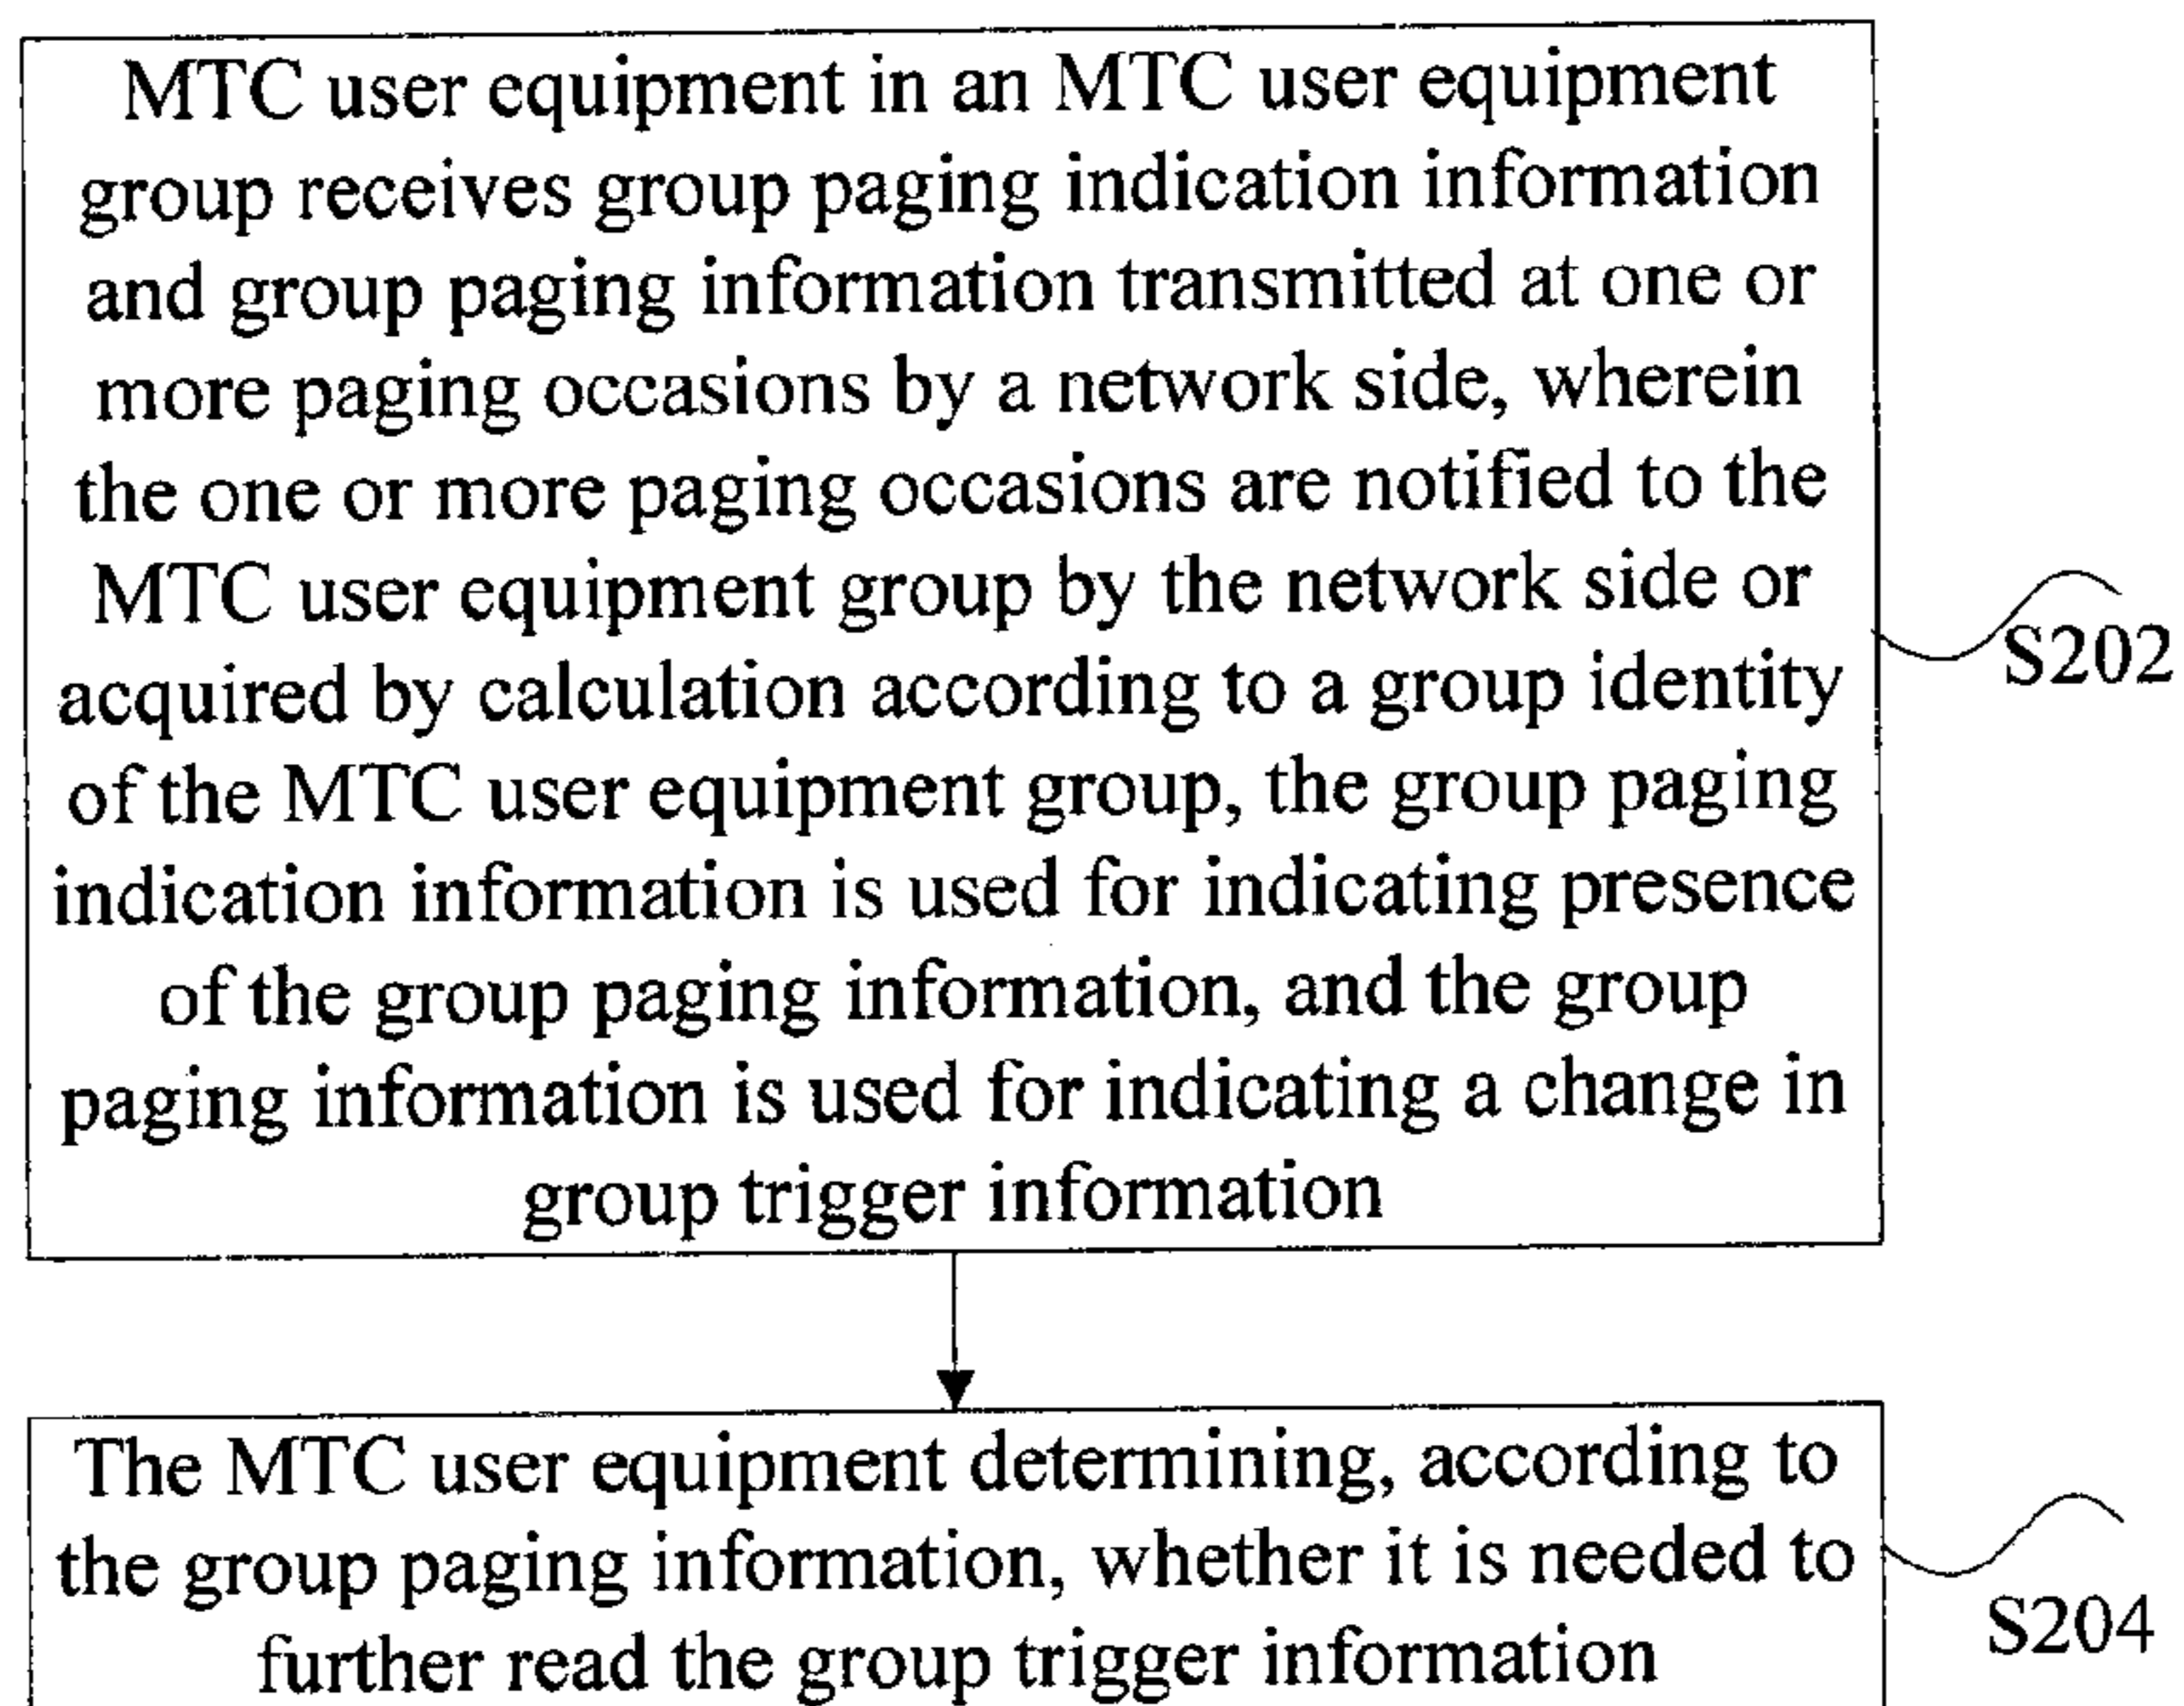 MTC user equipment in an MTC user equipment
group receives group paging indication information
and group paging information transmitted at one or
more paging occasions by a network side, wherein
the one or more paging occasions are notified to the
MTC user equipment group by the network side or
acquired by calculation according to a group identity
of the MTC user equipment group, the group paging
indication information is used for indicating presence
of the group paging information, and the group
paging information is used for indicating a change in
group trigger information
S202
The MTC user equipment determining, according to
the group paging information, whether it is needed to
further read the group trigger information
S204